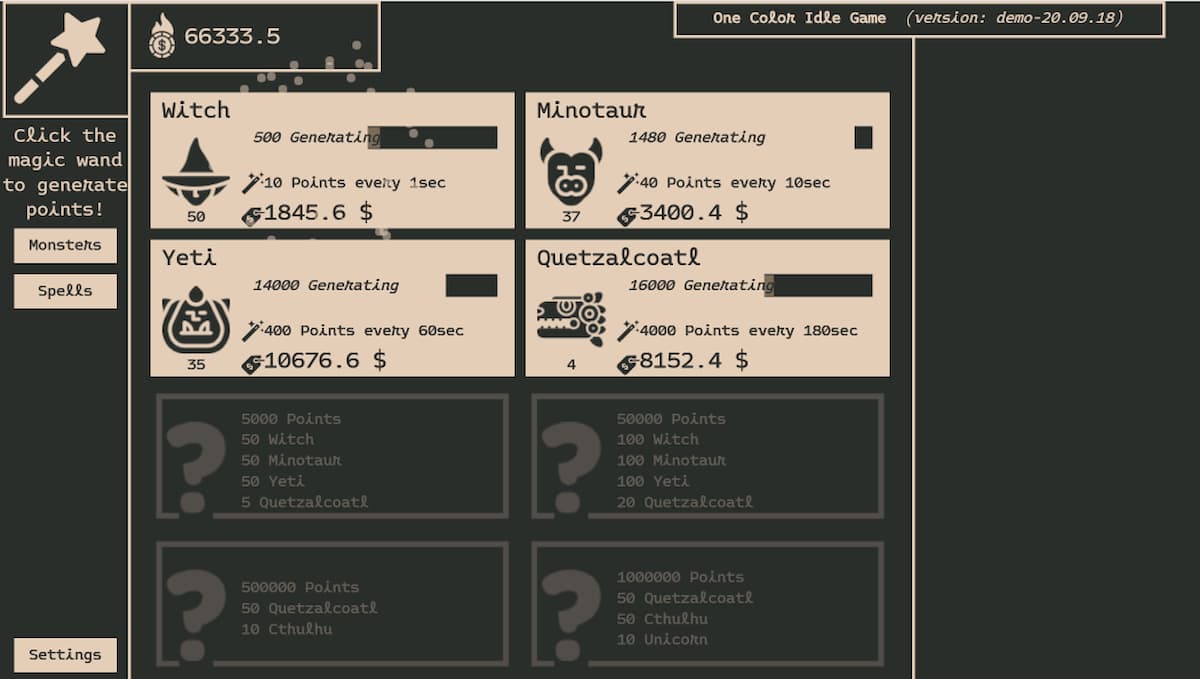 66333.5
One Color Idle Game (version: demo-20.09.18)
Click the
magic wand
to generate
points!
Monsters
Spells
Settings
Witch
500 Generating
10 Points every 1sec
50
1845.6 $
Minotaur
1480 Generating
40 Points every 10sec
37
3400.4 $
Yeti
14000 Generating
400 Points every 60sec
35
10676.6 $
Quetzalcoatl
16000 Generating
4000 Points every 180sec
4
8152.4 $
?
5000 Points
50 Witch
50 Minotaur
50 Yeti
5 Quetzalcoatl
?
50000 Points
100 Witch
100 Minotaur
100 Yeti
20 Quetzalcoatl
?
500000 Points
50 Quetzalcoatl
10 Cthulhu
?
1000000 Points
50 Quetzalcoatl
50 Cthulhu
10 Unicorn